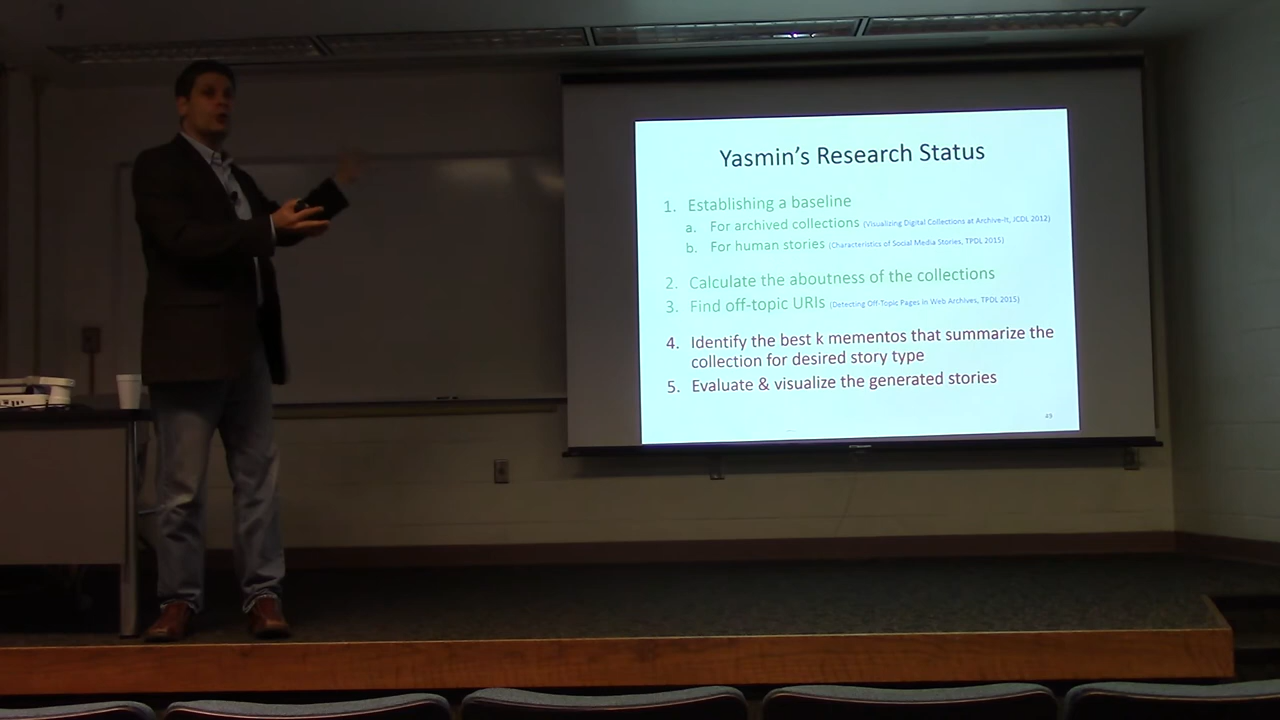 Yasmin's Research Status
1. Establishing a baseline
a. For archived collections (Visualizing Digital Collections at Archive-It, JCDL 2012)
b. For human stories (Characteristics of Social Media Stories, TPDL 2015)
2. Calculate the aboutness of the collections
3. Find off-topic URIs (Detecting Off-Topic Pages in Web Archives, TPDL 2015)
4. Identify the best k mementos that summarize the
collection for desired story type
5. Evaluate & visualize the generated stories
49